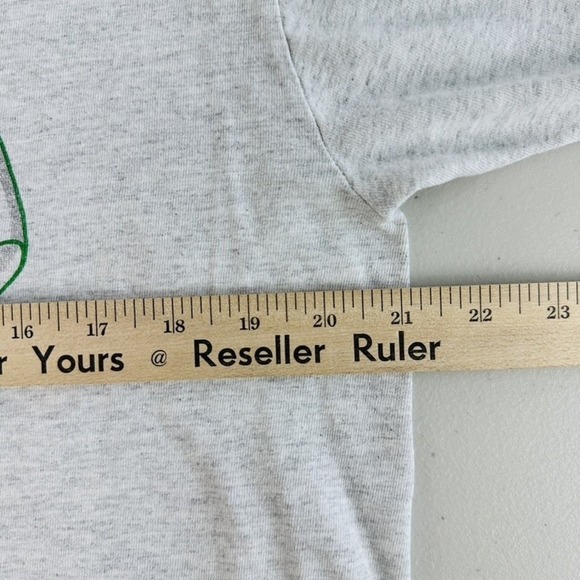 16 17 18 19 20 21 22 23
r Yours @ Reseller Ruler